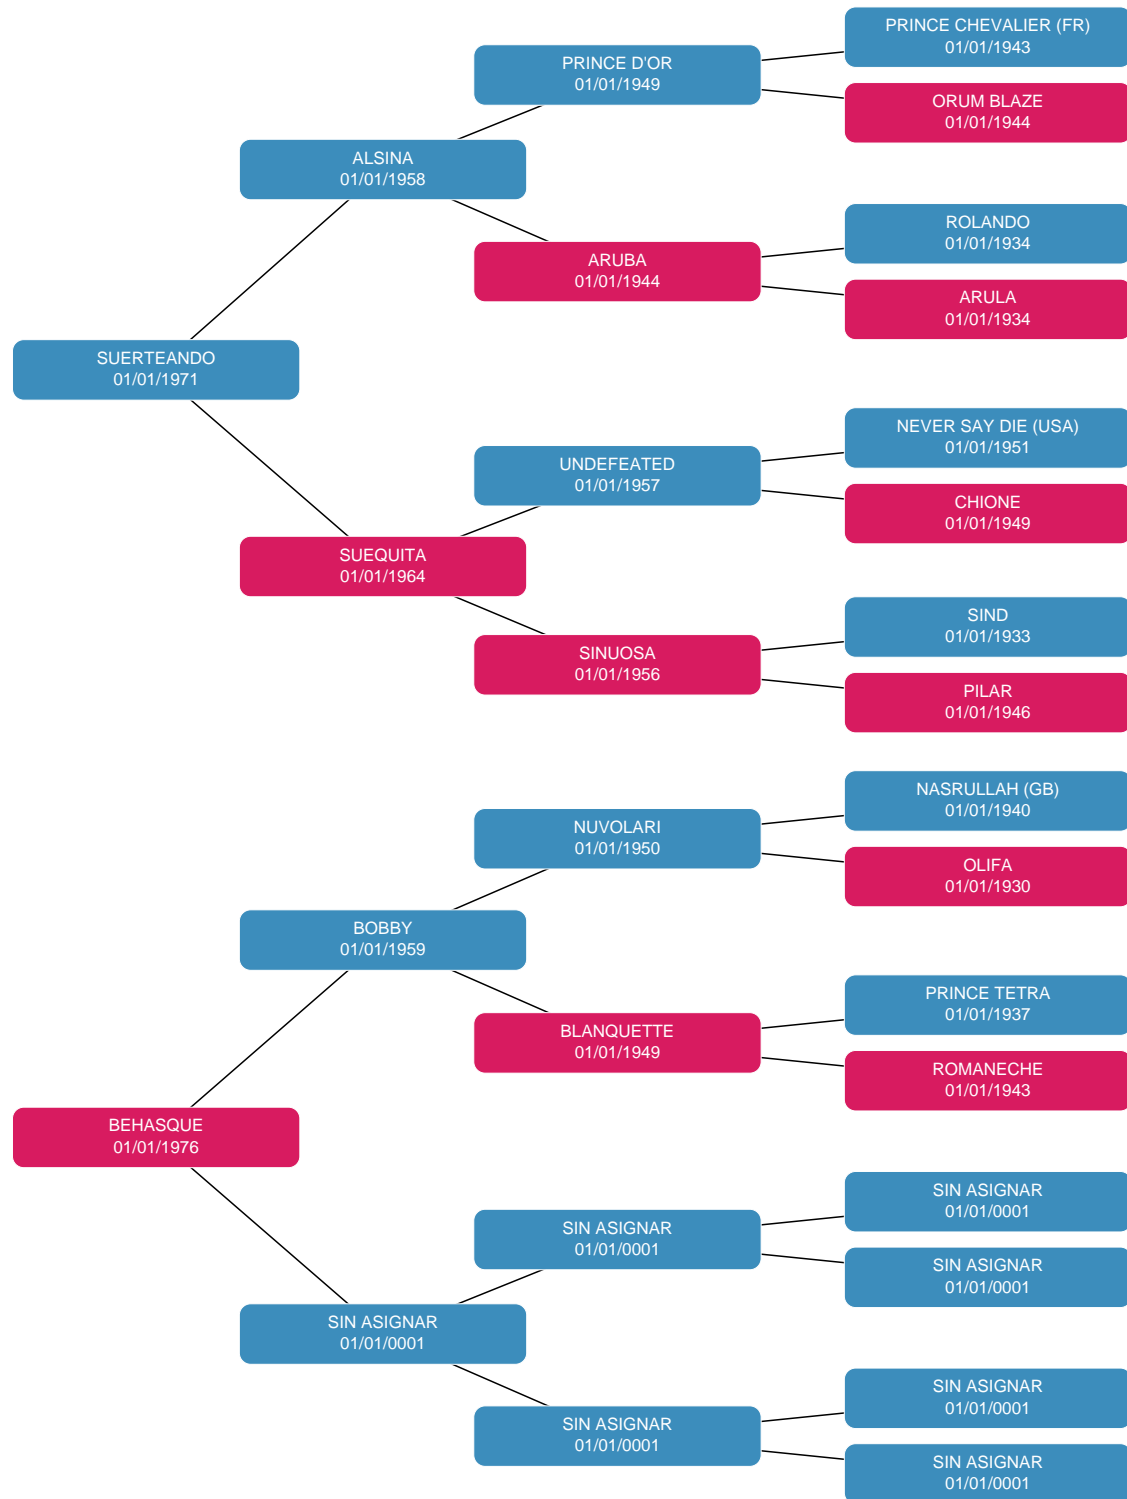 PRINCE CHEVALIER (FR)
01/01/1943
PRINCE D'OR
01/01/1949
ORUM BLAZE
01/01/1944
ALSINA
01/01/1958
ROLANDO
01/01/1934
ARUBA
01/01/1944
ARULA
01/01/1934
SUERTEANDO
01/01/1971
NEVER SAY DIE (USA)
01/01/1951
UNDEFEATED
01/01/1957
CHIONE
01/01/1949
SUEQUITA
01/01/1964
SIND
01/01/1933
SINUOSA
01/01/1956
PILAR
01/01/1946
NASRULLAH (GB)
01/01/1940
NUVOLARI
01/01/1950
OLIFA
01/01/1930
BOBBY
01/01/1959
PRINCE TETRA
01/01/1937
BLANQUETTE
01/01/1949
ROMANECHE
01/01/1943
BEHASQUE
01/01/1976
SIN ASIGNAR
01/01/0001
SIN ASIGNAR
01/01/0001
SIN ASIGNAR
01/01/0001
SIN ASIGNAR
01/01/0001
SIN ASIGNAR
01/01/0001
SIN ASIGNAR
01/01/0001
SIN ASIGNAR
01/01/0001